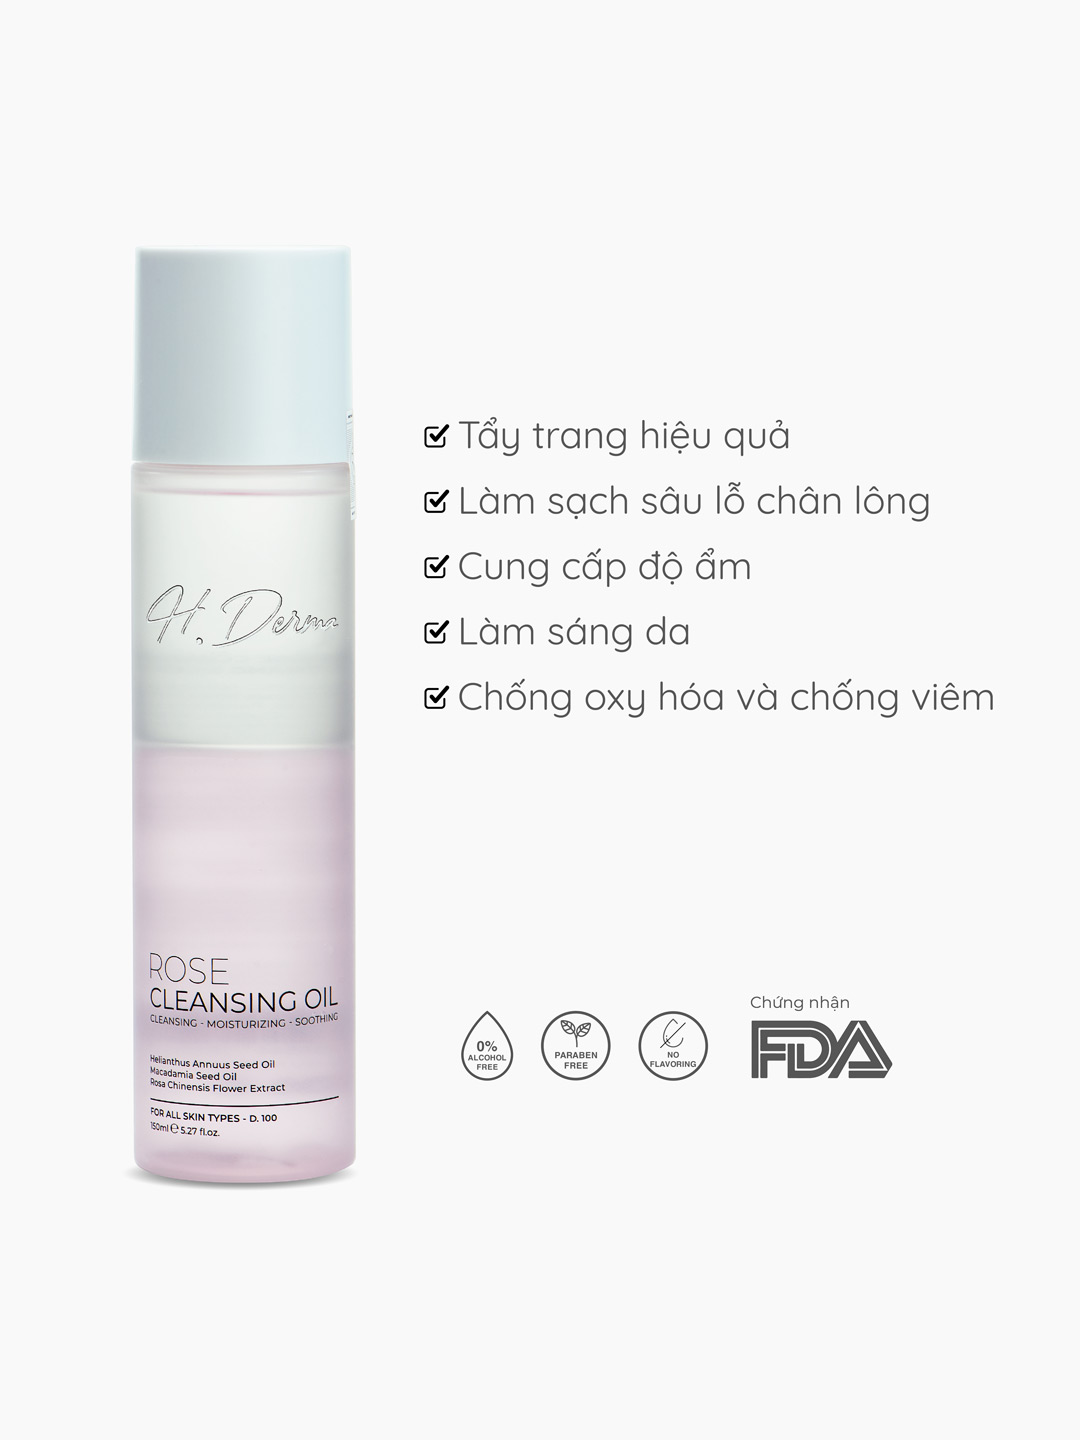 H. Derma
ROSE
CLEANSING OIL
CLEANSING - MOISTURIZING - SOOTHING
Helianthus Annuus Seed Oil
Macadamia Seed Oil
Rosa Chinensis Flower Extract
FOR ALL SKIN TYPES - D. 100
150ml ℮ 5.27 fl.oz.
Tẩy trang hiệu quả
Làm sạch sâu lỗ chân lông
Cung cấp độ ẩm
Làm sáng da
Chống oxy hóa và chống viêm
0%
ALCOHOL
FREE
PARABEN
FREE
NO
FLAVORING
Chứng nhận
FDA